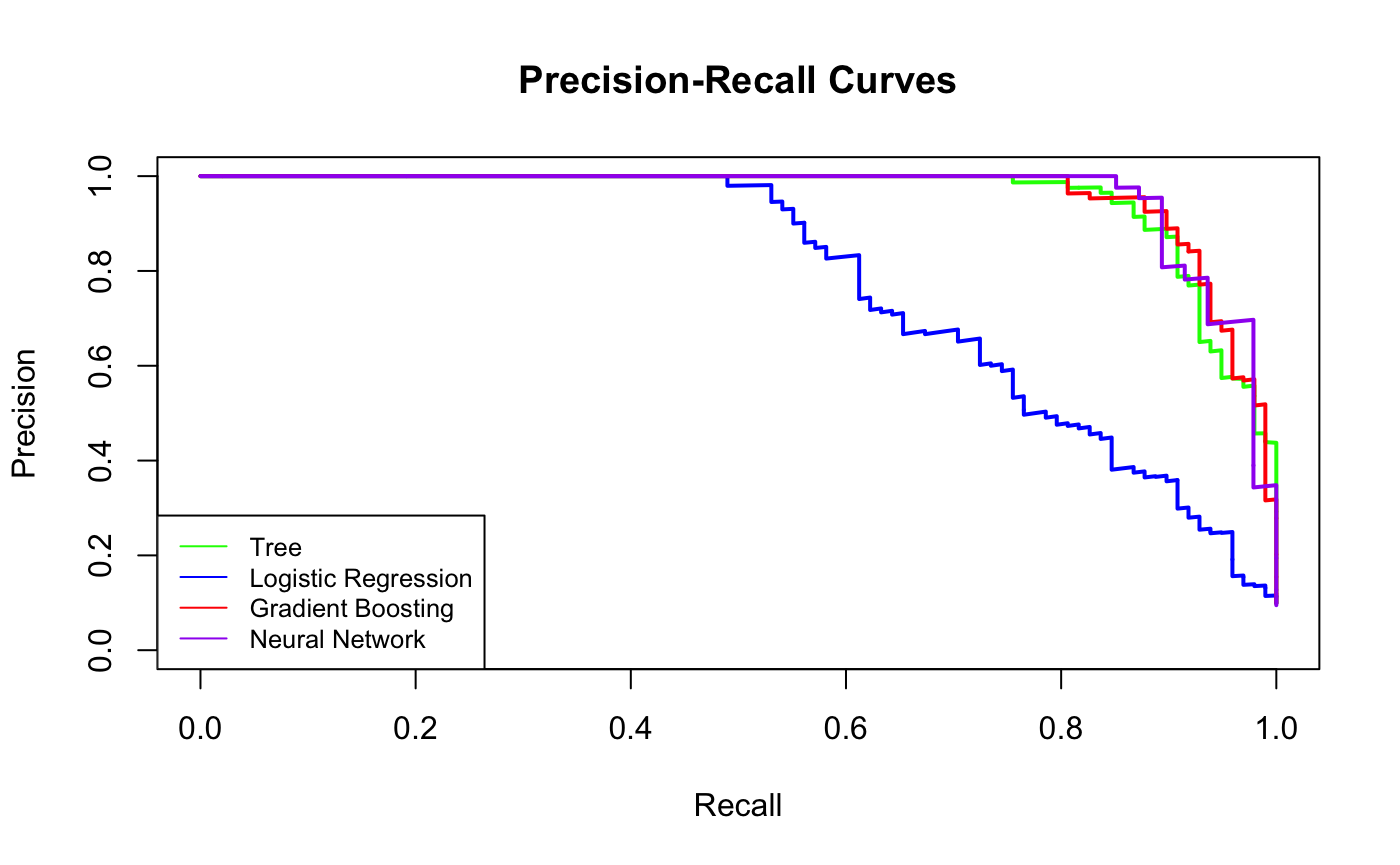 Precision-Recall Curves
Precision
1.0
0.8
0.6
0.4
0.2
0.0
Tree
Logistic Regression
Gradient Boosting
Neural Network
0.0 0.2 0.4 0.6 0.8 1.0
Recall